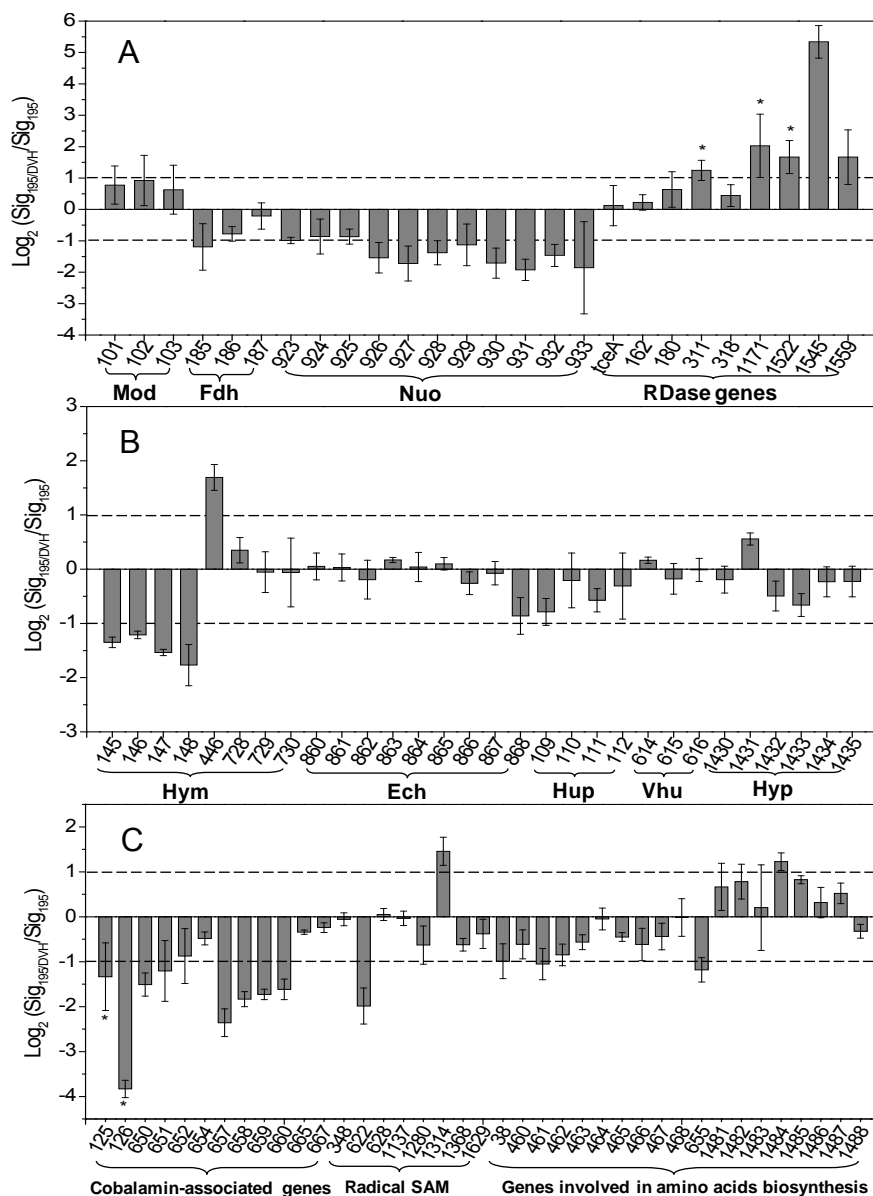 A
Log2 (Sig195/DVH/Sig195)
6
5
4
3
2
1
0
-1
-2
-3
-4
* * *
101 102 103 185 186 187 923 924 925 926 927 928 929 930 931 932 933 tceA 162 180 311 318 1171 1522 1545 1559
Mod Fdh Nuo RDase genes
B
Log2 (Sig195/DVH/Sig195)
3
2
1
0
-1
-2
-3
145 146 147 148 446 728 729 730 860 861 862 863 864 865 866 867 868 109 110 111 112 614 615 616 1430 1431 1432 1433 1434 1435
Hym Ech Hup Vhu Hyp
C
Log2 (Sig195/DVH/Sig195)
2
1
0
-1
-2
-3
-4
* *
125 126 650 651 652 654 657 658 659 660 665 667 348 622 628 1137 1280 1314 1368 1629 38 460 461 462 463 464 465 466 467 468 655 1481 1482 1483 1484 1485 1486 1487 1488
Cobalamin-associated genes Radical SAM Genes involved in amino acids biosynthesis